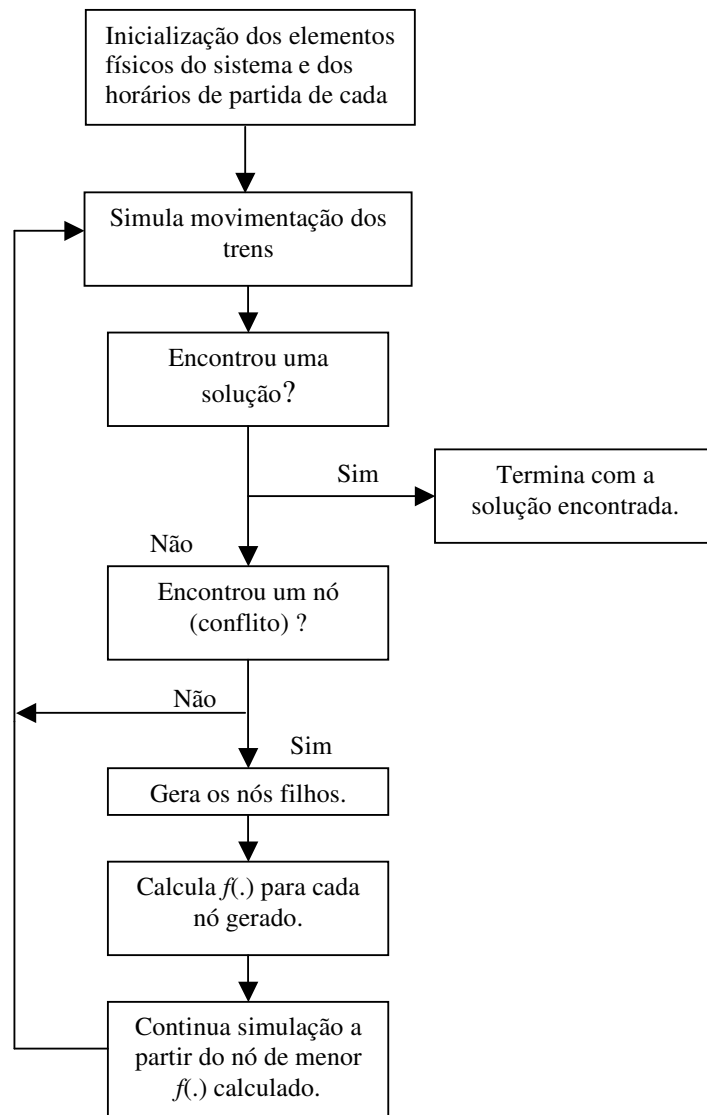 Inicialização dos elementos
físicos do sistema e dos
horários de partida de cada
Simula movimentação dos
trens
Encontrou uma
solução?
Sim
Termina com a
solução encontrada.
Não
Encontrou um nó
(conflito) ?
Não
Sim
Gera os nós filhos.
Calcula f(.) para cada
nó gerado.
Continua simulação a
partir do nó de menor
f(.) calculado.